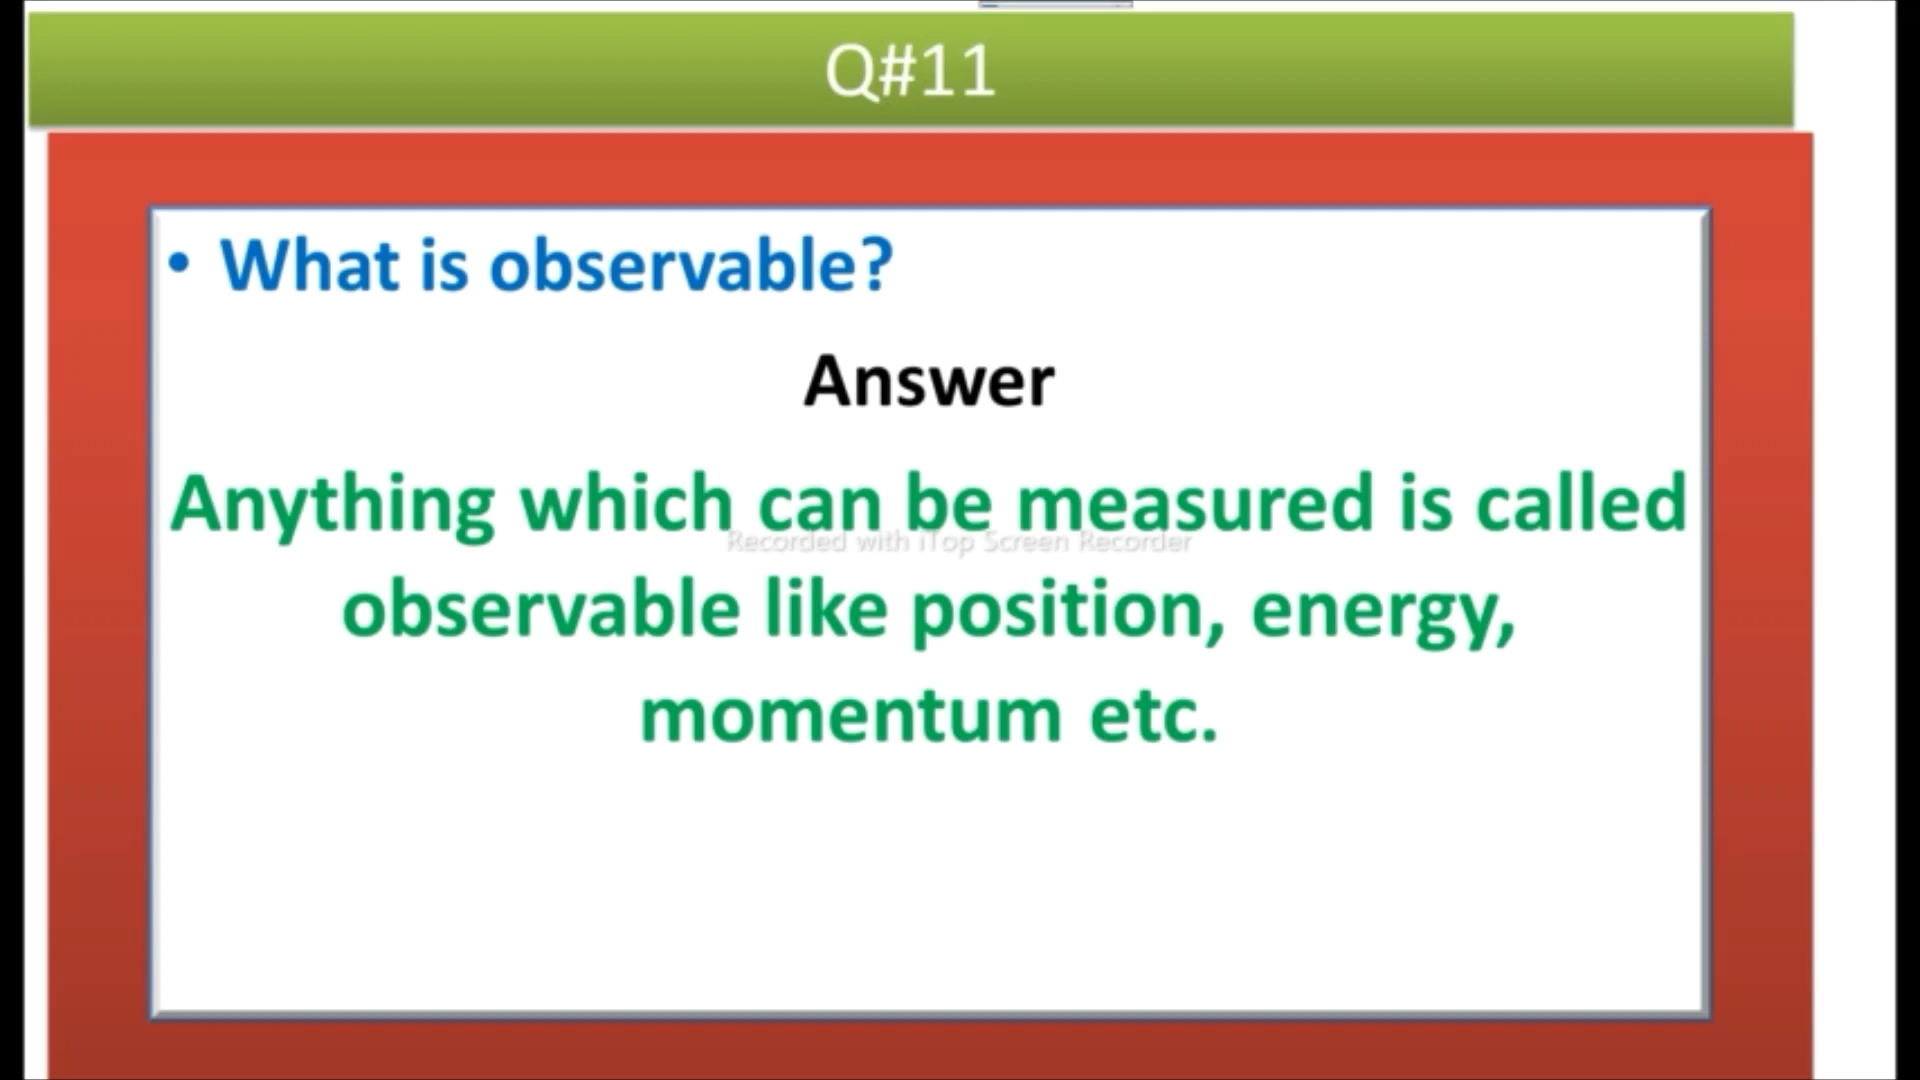 Q#11
• What is observable?
Answer
Anything which can be measured is called
Recorded with iTop Screen Recorder
observable like position, energy,
momentum etc.